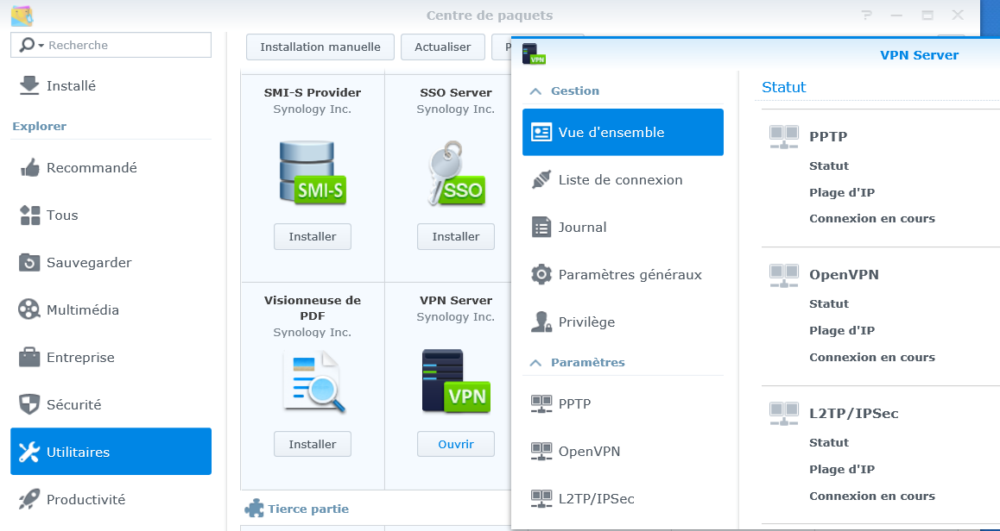 Centre de paquets
Recherche
Installé
Explorer
Recommandé
Tous
Sauvegarder
Multimédia
Entreprise
Sécurité
Utilitaires
Productivité
Installation manuelle
Actualiser
SMI-S Provider
Synology Inc.
SMI-S
Installer
SSO Server
Synology Inc.
SSO
Installer
Visionneuse de
PDF
Synology Inc.
Installer
VPN Server
Synology Inc.
VPN
Ouvrir
Tierce partie
VPN
VPN Server
Gestion
Vue d'ensemble
Liste de connexion
Journal
Paramètres généraux
Privilège
Paramètres
PPTP
OpenVPN
L2TP/IPSec
Statut
PPTP
Statut
Plage d'IP
Connexion en cours
OpenVPN
Statut
Plage d'IP
Connexion en cours
L2TP/IPSec
Statut
Plage d'IP
Connexion en cours